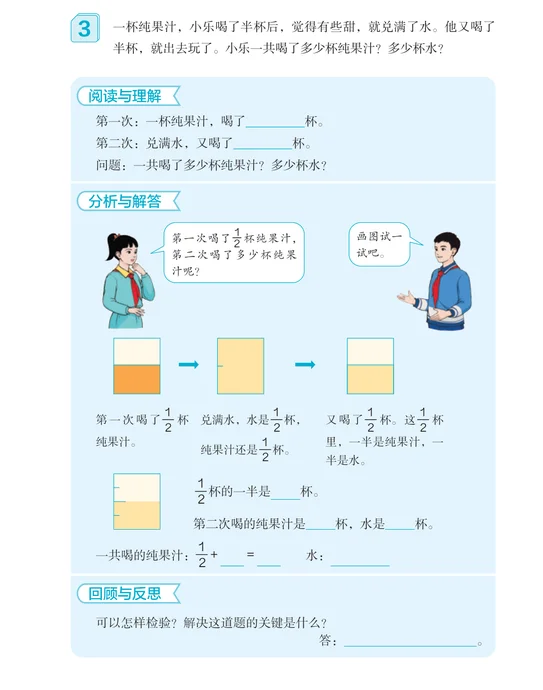 3
一杯纯果汁，小乐喝了半杯后，觉得有些甜，就兑满了水。他又喝了
半杯，就出去玩了。小乐一共喝了多少杯纯果汁？多少杯水？
阅读与理解
第一次：一杯纯果汁，喝了________杯。
第二次：兑满水，又喝了________杯。
问题：一共喝了多少杯纯果汁？多少杯水？
分析与解答
第一次喝了1/2杯纯果汁，
第二次喝了多少杯纯果
汁呢？
画图试一
试吧。
第一次喝了1/2杯
纯果汁。
兑满水，水是1/2杯，
纯果汁还是1/2杯。
又喝了1/2杯。这1/2杯
里，一半是纯果汁，一
半是水。
1/2杯的一半是____杯。
第二次喝的纯果汁是____杯，水是____杯。
一共喝的纯果汁：1/2+___=___ 水：________
回顾与反思
可以怎样检验？解决这道题的关键是什么？
答：__________________。